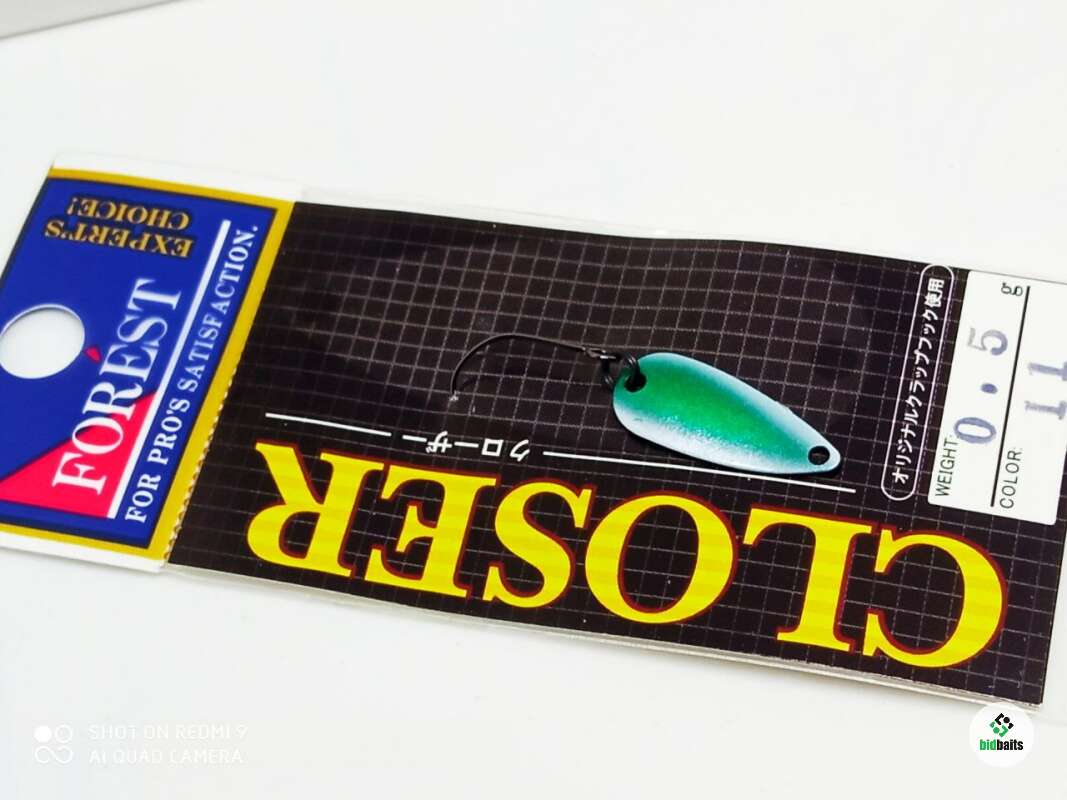 EXPERT'S
CHOICE!
FOREST
FOR PRO'S SATISFACTION.
クローザー
CLOSER
オリジナルクラップフック使用
WEIGHT: 0.5 g
COLOR: 11
SHOT ON REDMI 9
AI QUAD CAMERA
bidbaits